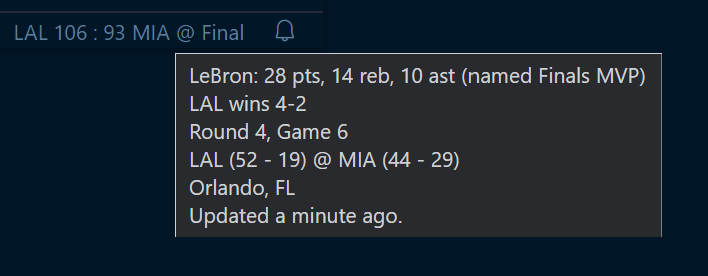 LAL 106 : 93 MIA @ Final
LeBron: 28 pts, 14 reb, 10 ast (named Finals MVP)
LAL wins 4-2
Round 4, Game 6
LAL (52 - 19) @ MIA (44 - 29)
Orlando, FL
Updated a minute ago.